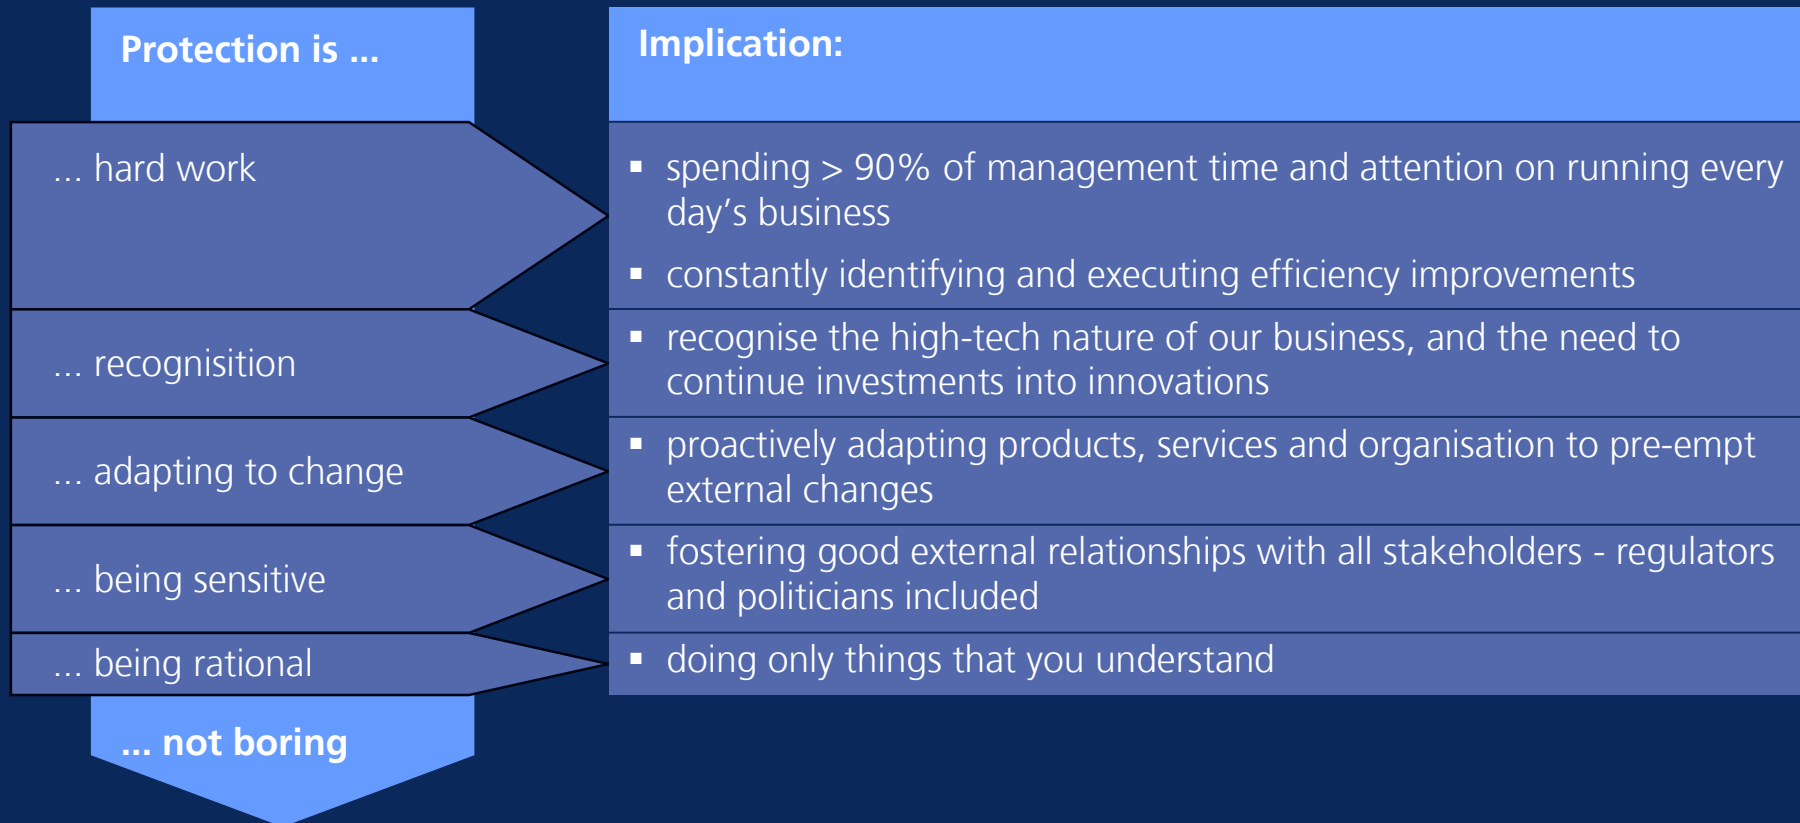 Protection is ...
Implication:
... hard work
▪ spending > 90% of management time and attention on running every
day’s business
▪ constantly identifying and executing efficiency improvements
... recognisition
▪ recognise the high-tech nature of our business, and the need to
continue investments into innovations
... adapting to change
▪ proactively adapting products, services and organisation to pre-empt
external changes
... being sensitive
▪ fostering good external relationships with all stakeholders - regulators
and politicians included
... being rational
▪ doing only things that you understand
... not boring